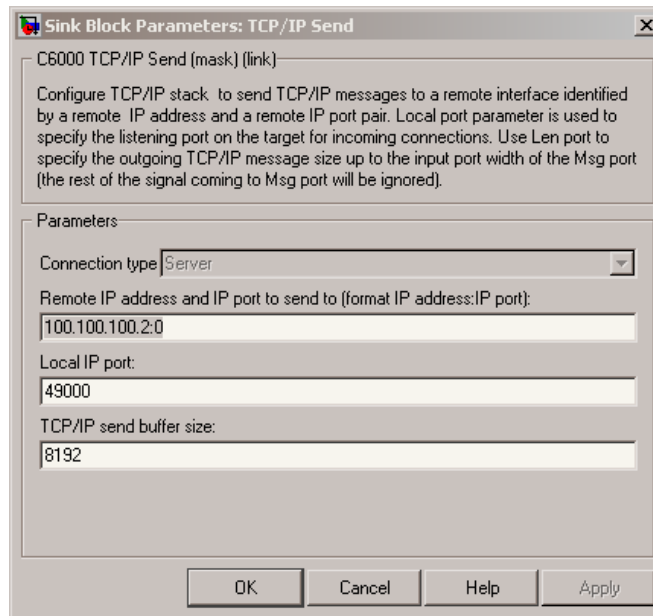 Sink Block Parameters: TCP/IP Send
C6000 TCP/IP Send (mask) (link)
Configure TCP/IP stack to send TCP/IP messages to a remote interface identified
by a remote IP address and a remote IP port pair. Local port parameter is used to
specify the listening port on the target for incoming connections. Use Len port to
specify the outgoing TCP/IP message size up to the input port width of the Msg port
(the rest of the signal coming to Msg port will be ignored).
Parameters
Connection type Server
Remote IP address and IP port to send to (format IP address:IP port):
100.100.100.2:0
Local IP port:
49000
TCP/IP send buffer size:
8192
OK Cancel Help Apply